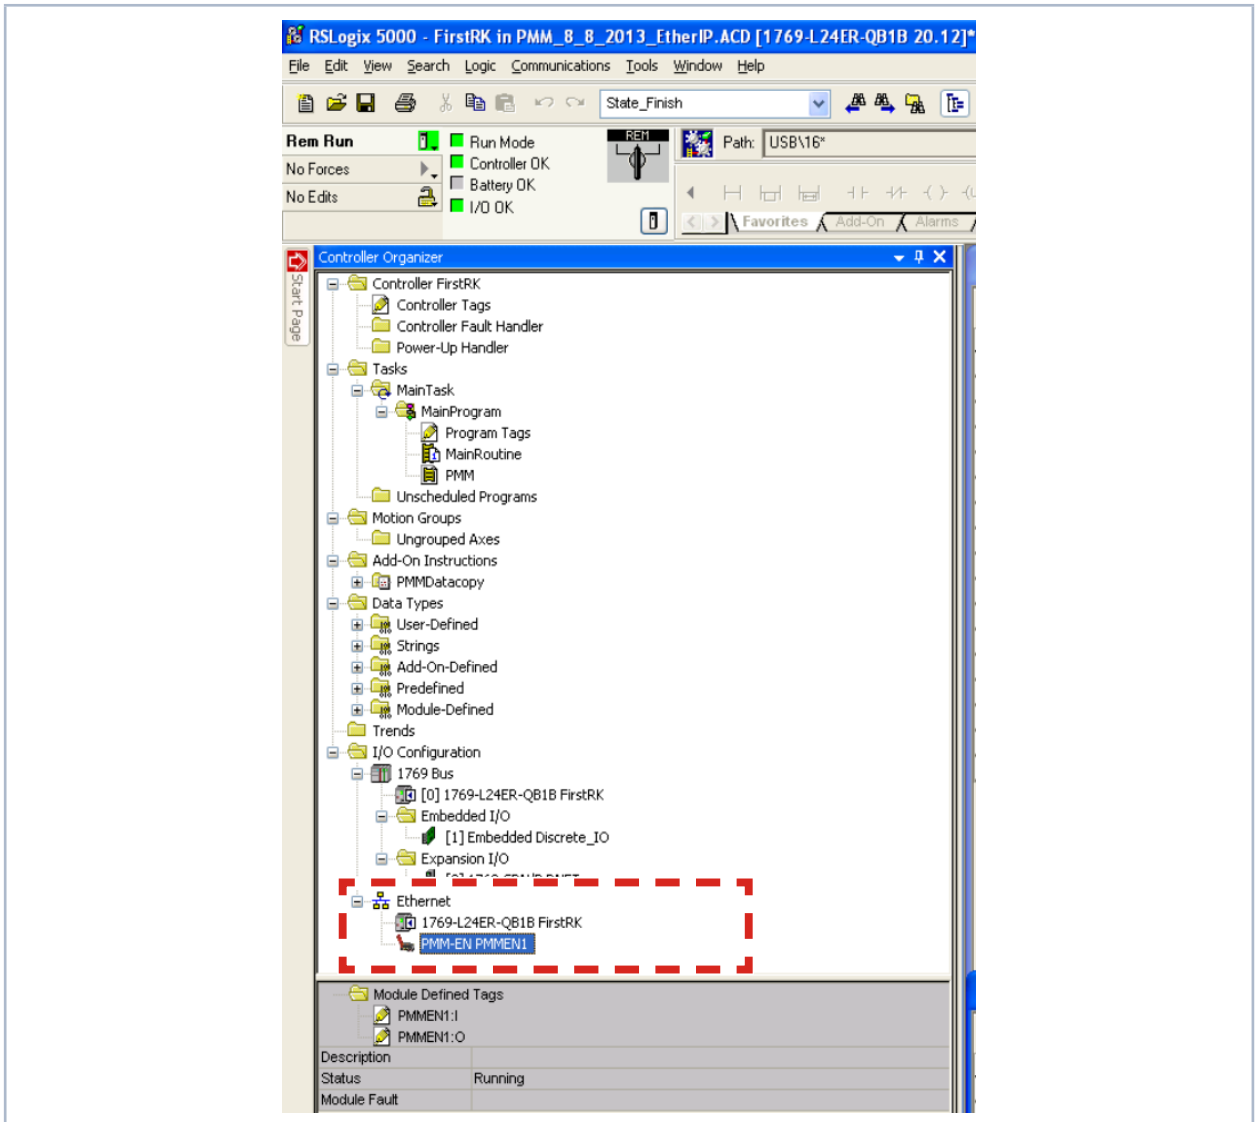 RSLogix 5000 - FirstRK in PMM_8_8_2013_EtherIP.ACD [1769-L24ER-QB1B 20.12]*
File Edit View Search Logic Communications Tools Window Help
State_Finish
Rem Run
No Forces
No Edits
Run Mode
Controller OK
Battery OK
I/O OK
REM
Path: USB\16*
Favorites Add-On Alarms
Start Page
Controller Organizer
Controller FirstRK
Controller Tags
Controller Fault Handler
Power-Up Handler
Tasks
MainTask
MainProgram
Program Tags
MainRoutine
PMM
Unscheduled Programs
Motion Groups
Ungrouped Axes
Add-On Instructions
PMMDatacopy
Data Types
User-Defined
Strings
Add-On-Defined
Predefined
Module-Defined
Trends
I/O Configuration
1769 Bus
[0] 1769-L24ER-QB1B FirstRK
Embedded I/O
[1] Embedded Discrete_IO
Expansion I/O
Ethernet
1769-L24ER-QB1B FirstRK
PMM-EN PMMEN1
Module Defined Tags
PMMEN1:I
PMMEN1:O
Description
Status Running
Module Fault